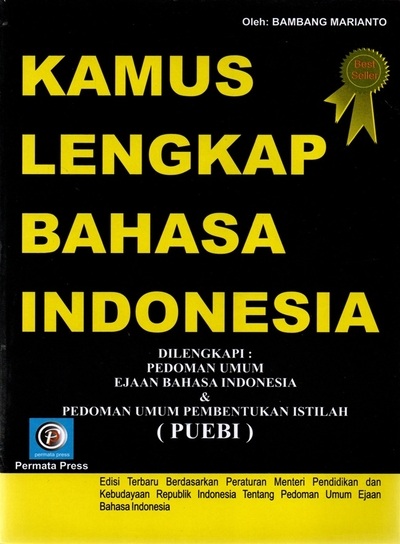 Oleh: BAMBANG MARIANTO
Best
Seller
KAMUS
LENGKAP
BAHASA
INDONESIA
DILENGKAPI :
PEDOMAN UMUM
EJAAN BAHASA INDONESIA
&
PEDOMAN UMUM PEMBENTUKAN ISTILAH
( PUEBI )
permata press
Permata Press
Edisi Terbaru Berdasarkan Peraturan Menteri Pendidikan dan
Kebudayaan Republik Indonesia Tentang Pedoman Umum Ejaan
Bahasa Indonesia